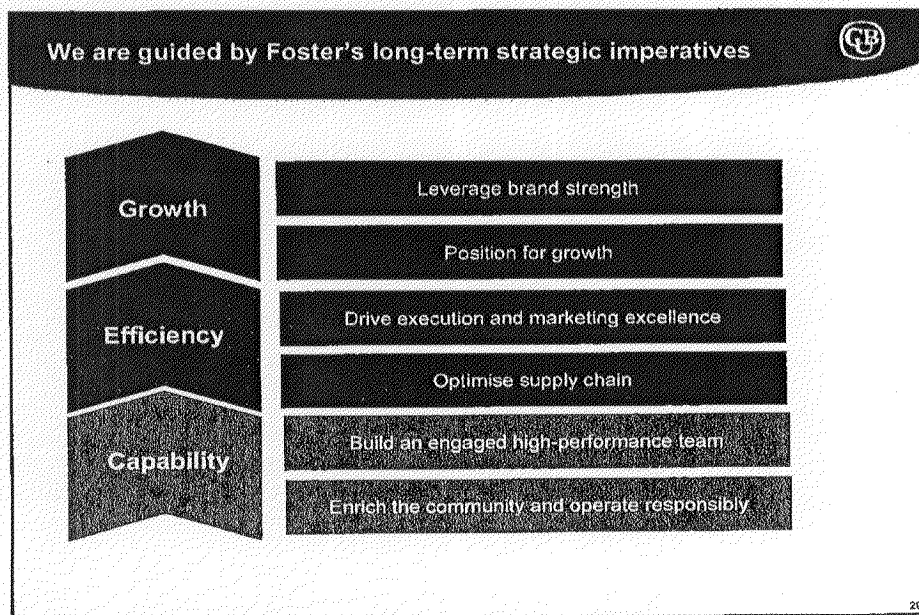 We are guided by Foster's long-term strategic imperatives
CUB
Growth
Leverage brand strength
Position for growth
Efficiency
Drive execution and marketing excellence
Optimise supply chain
Capability
Build an engaged high-performance team
Enrich the community and operate responsibly